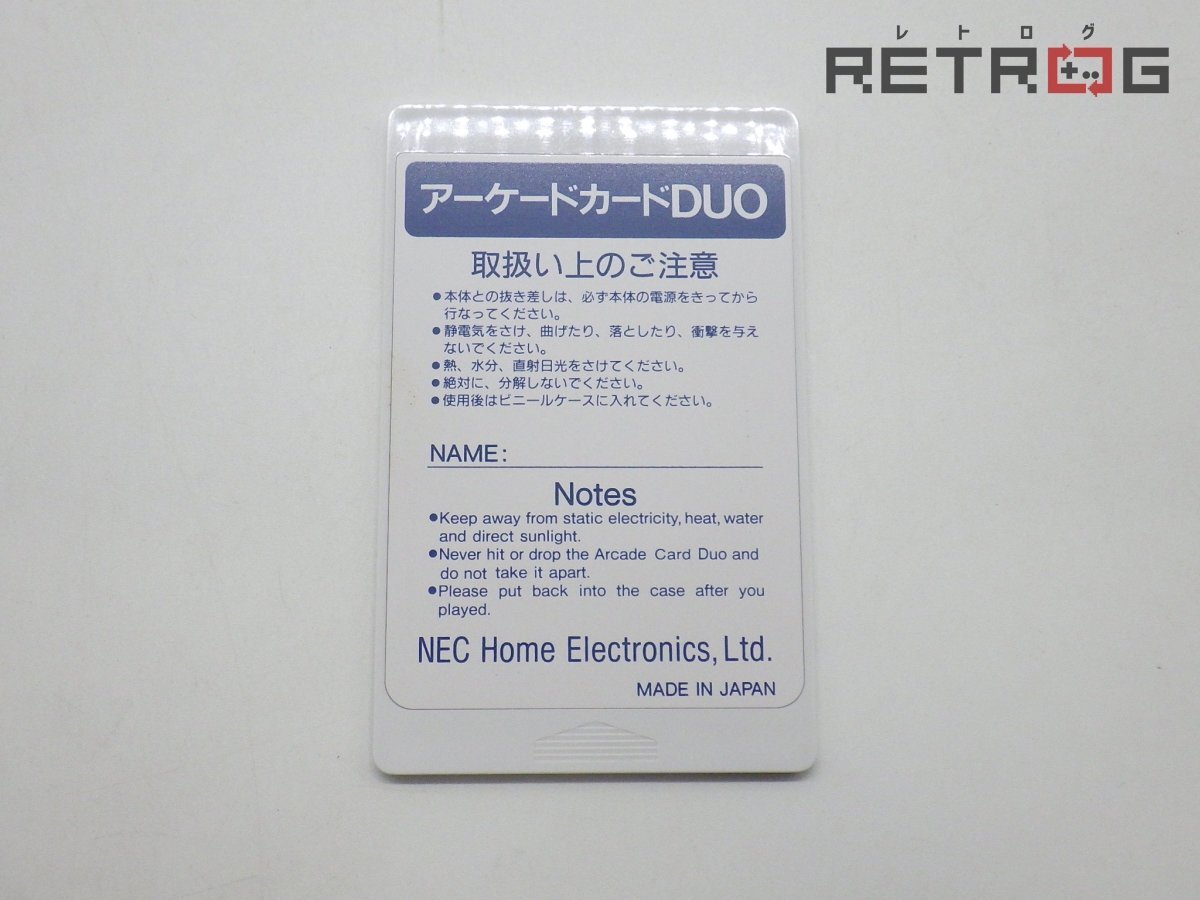 レトログ
RETROG
アーケードカードDUO
取扱い上のご注意
●本体との抜き差しは、必ず本体の電源をきってから
行なってください。
●静電気をさけ、曲げたり、落としたり、衝撃を与え
ないでください。
●熱、水分、直射日光をさけてください。
●絶対に、分解しないでください。
●使用後はビニールケースに入れてください。
NAME:
Notes
●Keep away from static electricity, heat, water
and direct sunlight.
●Never hit or drop the Arcade Card Duo and
do not take it apart.
●Please put back into the case after you
played.
NEC Home Electronics, Ltd.
MADE IN JAPAN